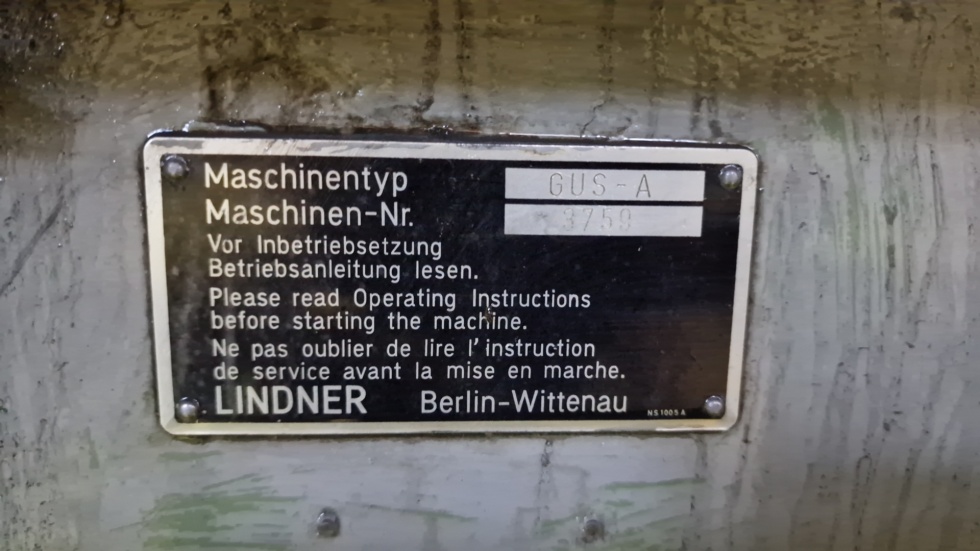 Maschinentyp GUS-A
Maschinen-Nr. 3759
Vor Inbetriebsetzung
Betriebsanleitung lesen.
Please read Operating Instructions
before starting the machine.
Ne pas oublier de lire l'instruction
de service avant la mise en marche.
LINDNER Berlin-Wittenau NS 1005 A